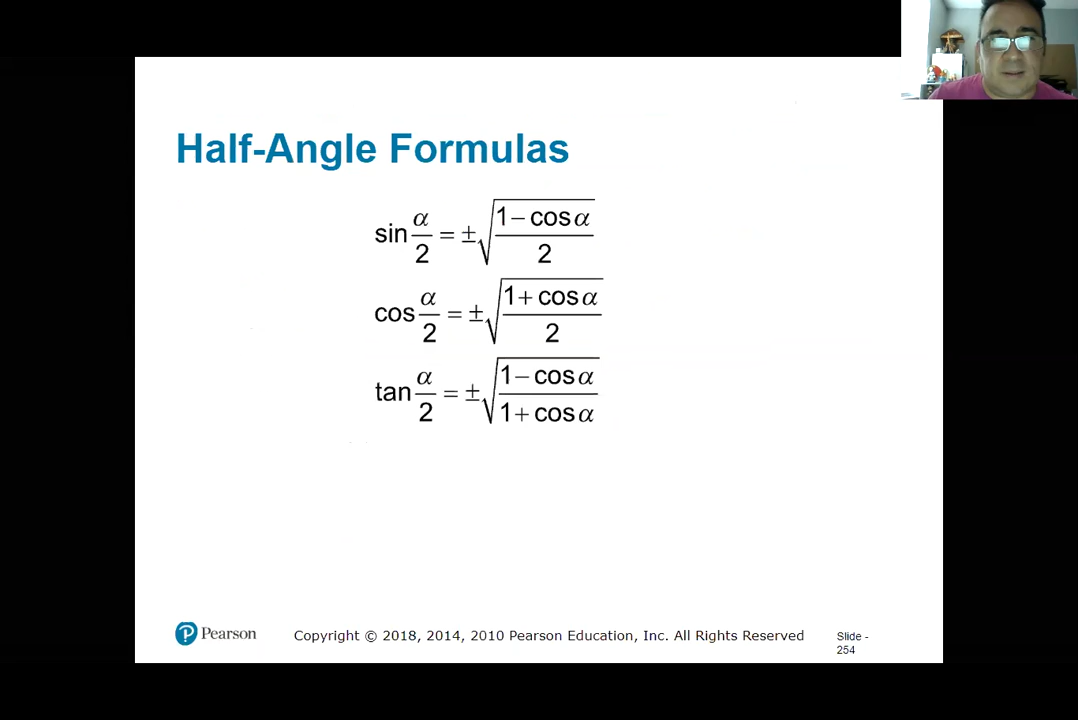 Half-Angle Formulas
sin α/2 = ±√((1 − cos α)/2)
cos α/2 = ±√((1 + cos α)/2)
tan α/2 = ±√((1 − cos α)/(1 + cos α))
Pearson
Copyright © 2018, 2014, 2010 Pearson Education, Inc. All Rights Reserved
Slide -
254